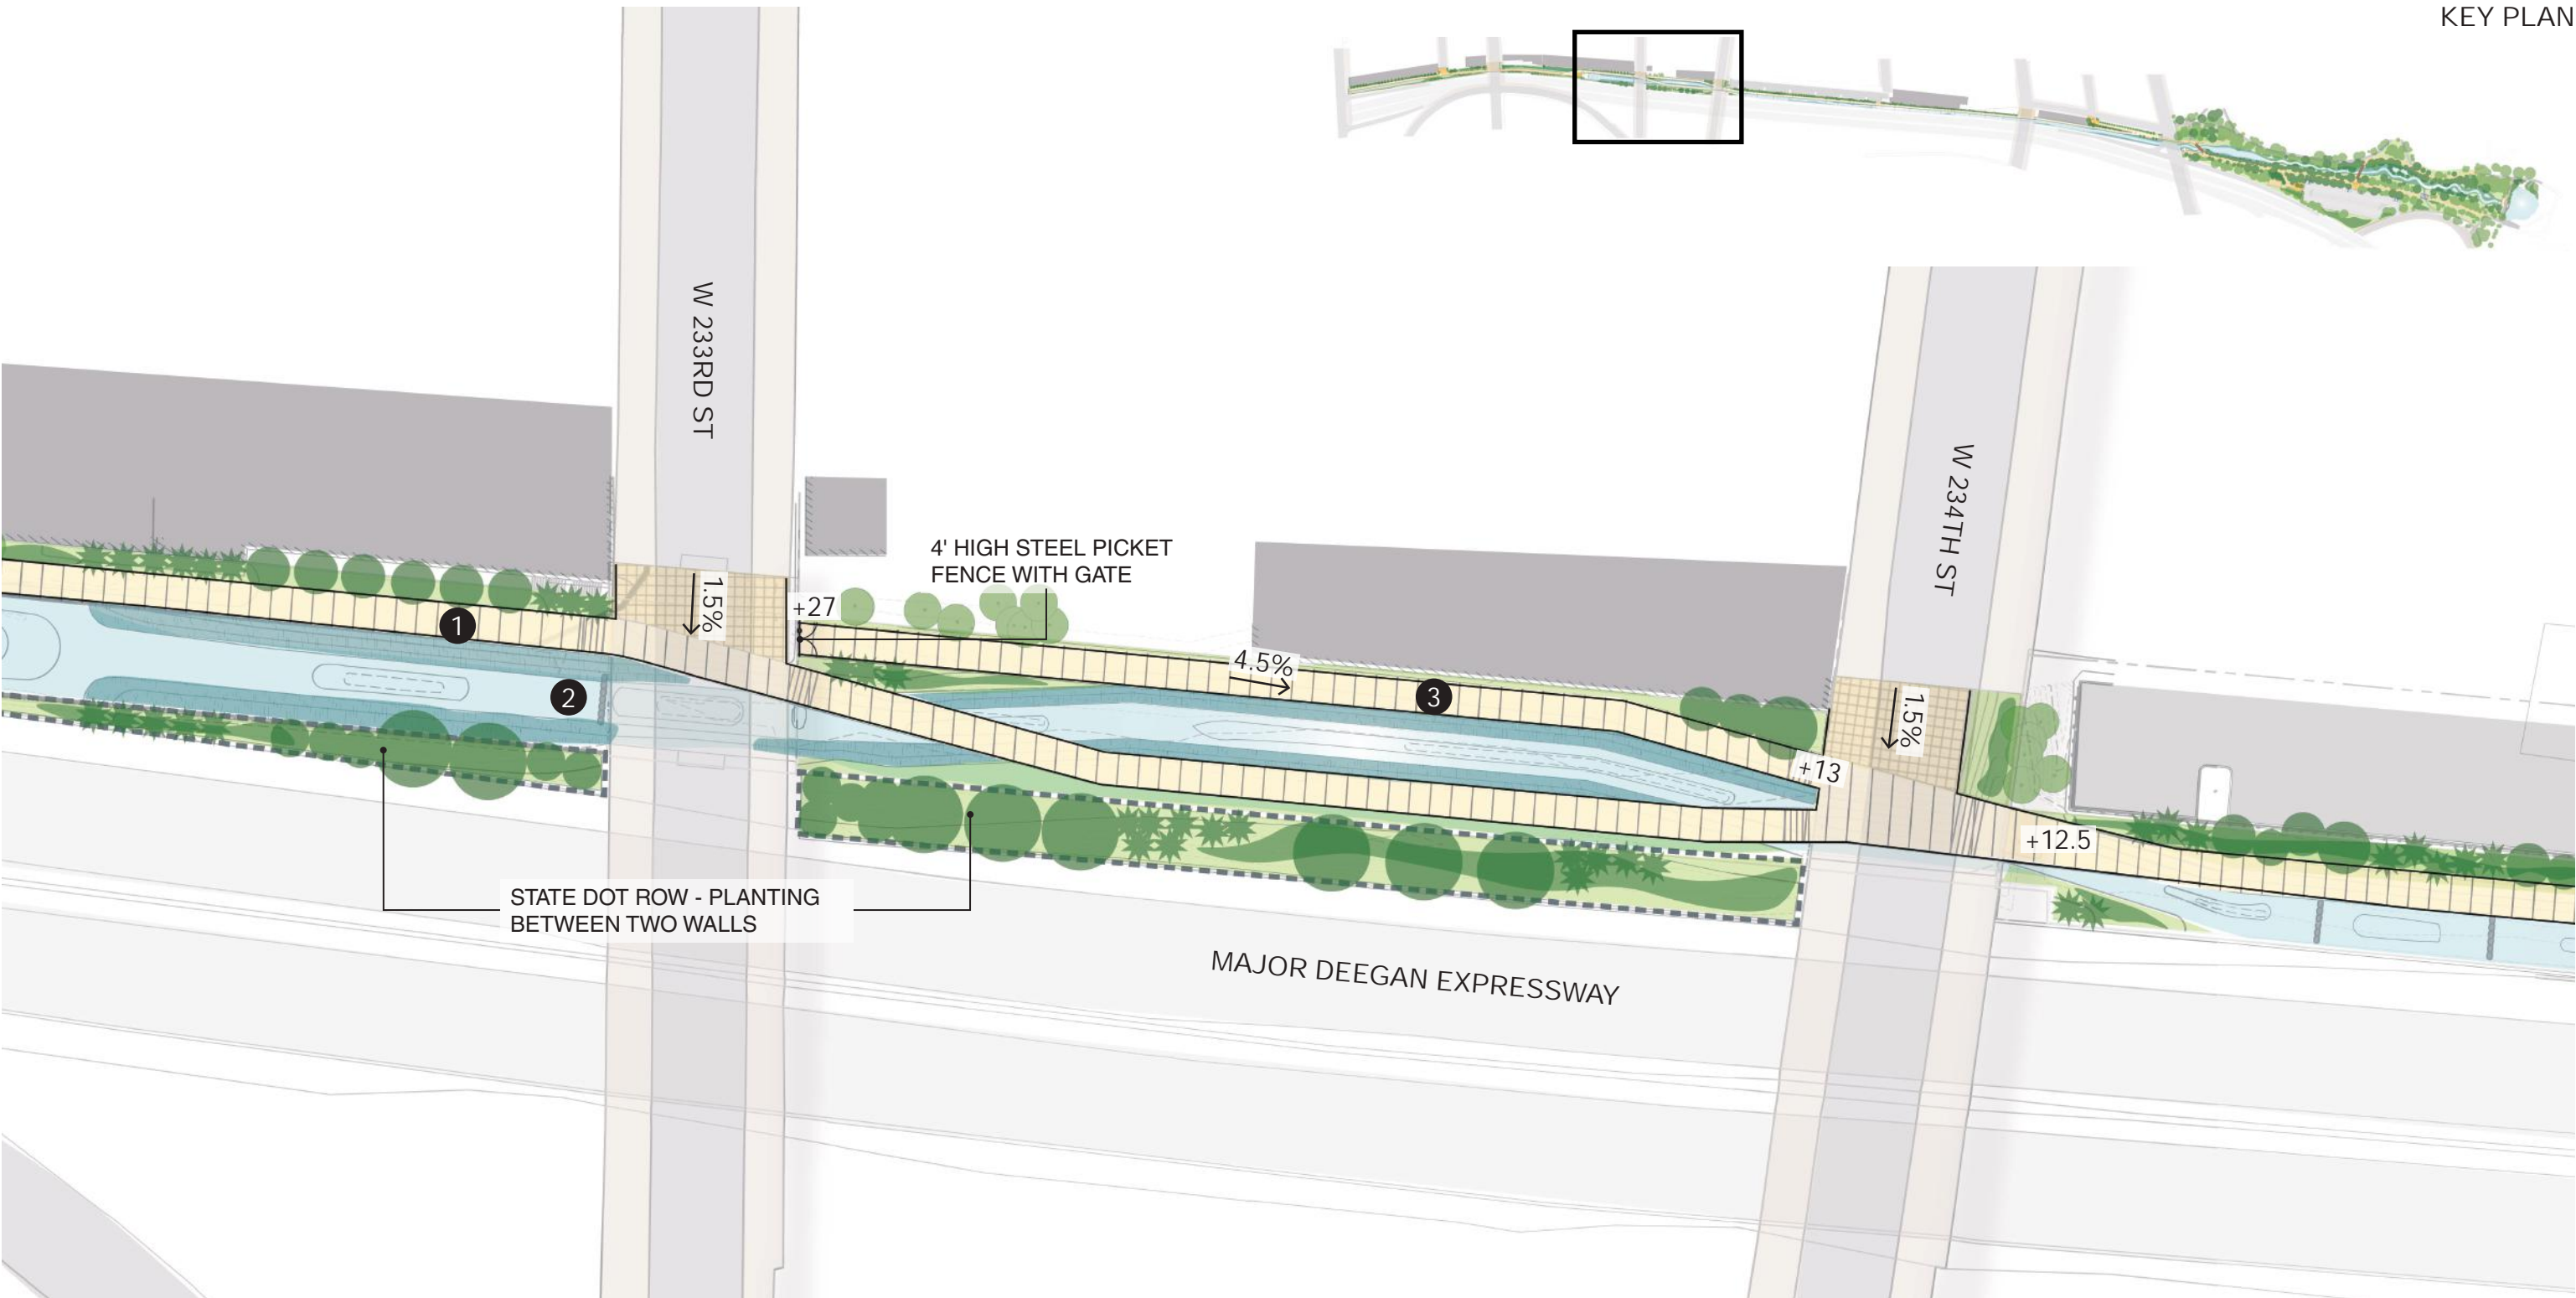 KEY PLAN
W 233RD ST
W 234TH ST
4' HIGH STEEL PICKET
FENCE WITH GATE
1.5%
+27
1
4.5%
2
3
1.5%
+13
+12.5
STATE DOT ROW - PLANTING
BETWEEN TWO WALLS
MAJOR DEEGAN EXPRESSWAY